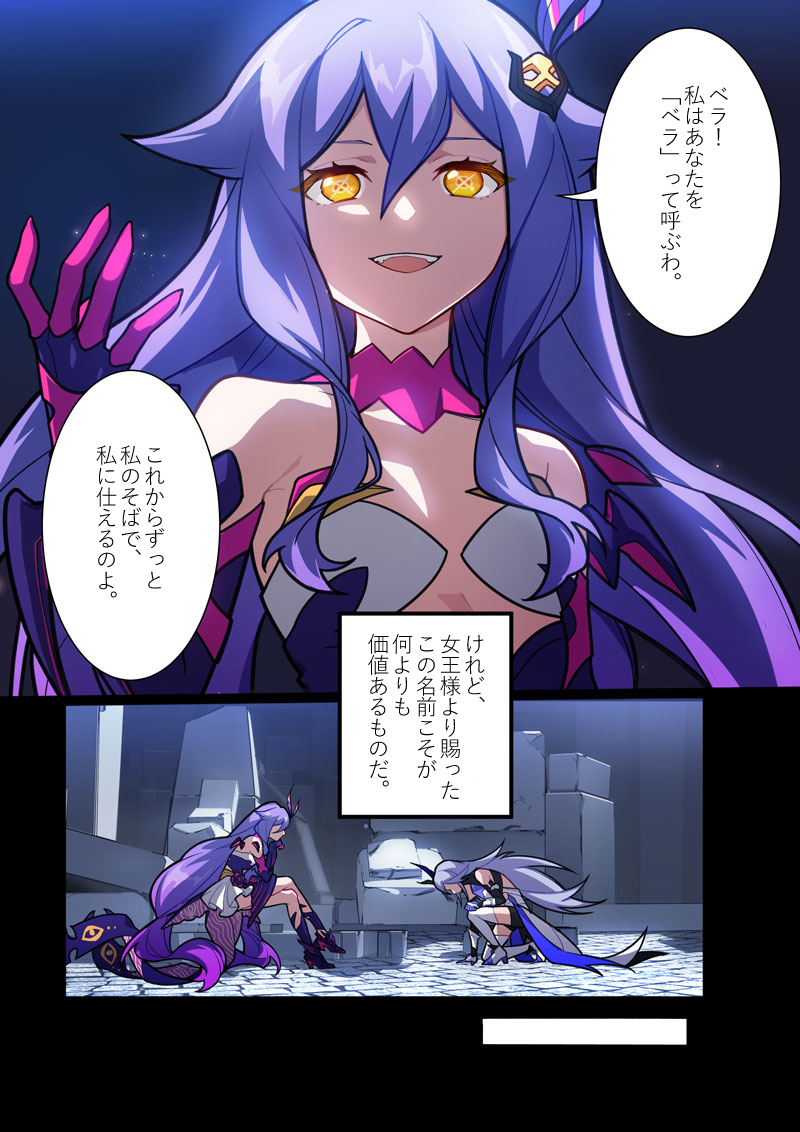 ベラ！
私はあなたを
「ベラ」って呼ぶわ。
これからずっと
私のそばで、
私に仕えるのよ。
けれど、
女王様より賜った
この名前こそが
何よりも
価値あるものだ。